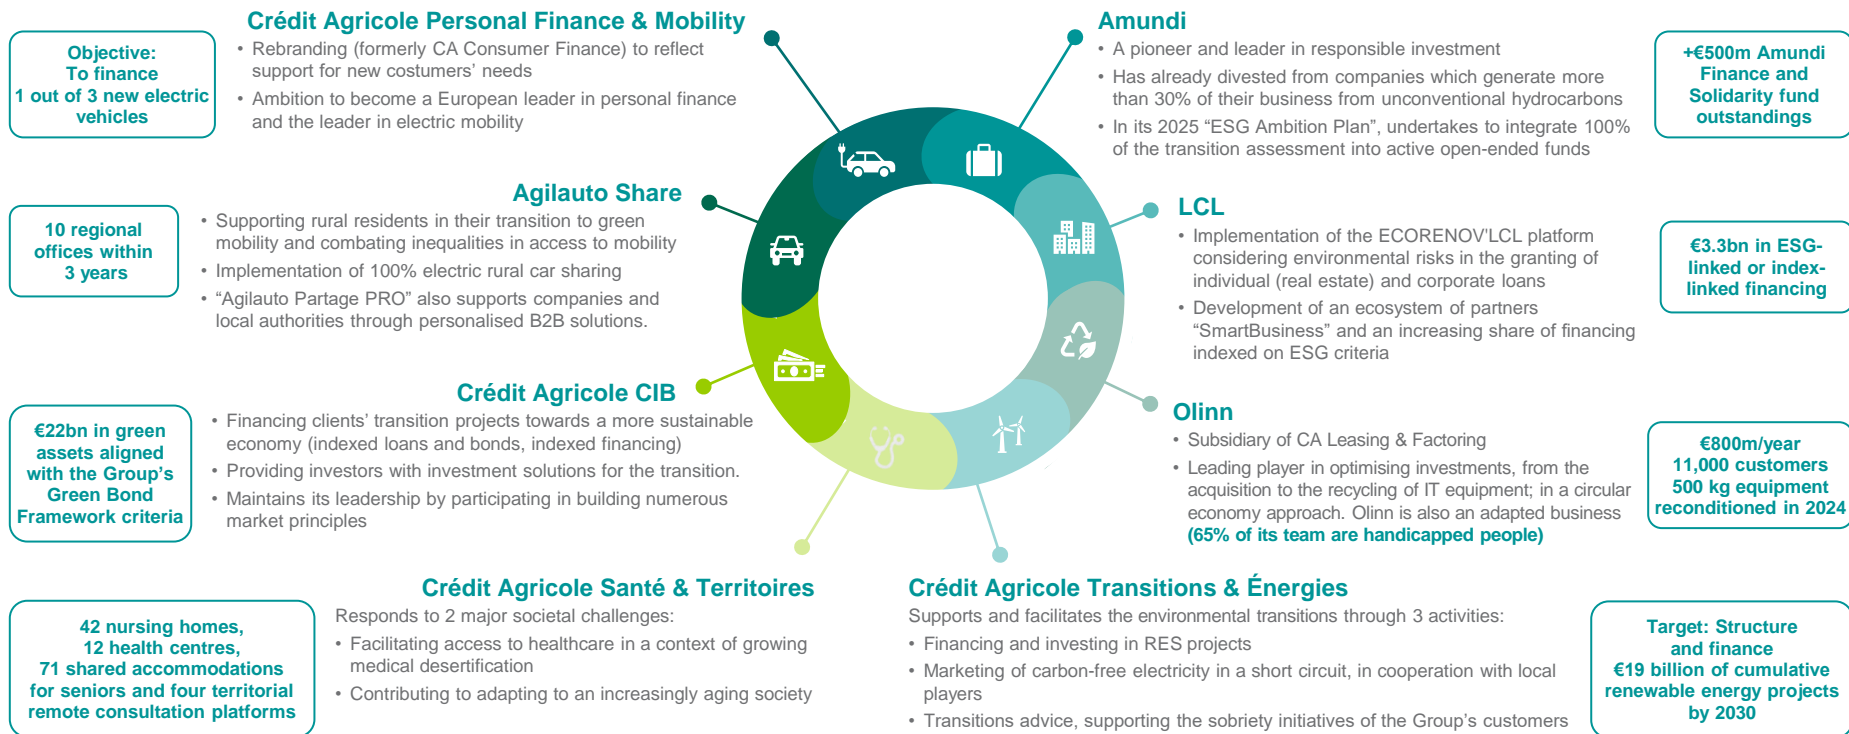 Crédit Agricole Personal Finance & Mobility
Objective:
To finance
1 out of 3 new electric
vehicles
• Rebranding (formerly CA Consumer Finance) to reflect
support for new costumers' needs
• Ambition to become a European leader in personal finance
and the leader in electric mobility
Amundi
• A pioneer and leader in responsible investment
• Has already divested from companies which generate more
than 30% of their business from unconventional hydrocarbons
• In its 2025 “ESG Ambition Plan”, undertakes to integrate 100%
of the transition assessment into active open-ended funds
+€500m Amundi
Finance and
Solidarity fund
outstandings
Agilauto Share
10 regional
offices within
3 years
• Supporting rural residents in their transition to green
mobility and combating inequalities in access to mobility
• Implementation of 100% electric rural car sharing
• “Agilauto Partage PRO” also supports companies and
local authorities through personalised B2B solutions.
LCL
• Implementation of the ECORENOV'LCL platform
considering environmental risks in the granting of
individual (real estate) and corporate loans
• Development of an ecosystem of partners
“SmartBusiness” and an increasing share of financing
indexed on ESG criteria
€3.3bn in ESG-
linked or index-
linked financing
Crédit Agricole CIB
€22bn in green
assets aligned
with the Group's
Green Bond
Framework criteria
• Financing clients' transition projects towards a more sustainable
economy (indexed loans and bonds, indexed financing)
• Providing investors with investment solutions for the transition.
• Maintains its leadership by participating in building numerous
market principles
Olinn
• Subsidiary of CA Leasing & Factoring
• Leading player in optimising investments, from the
acquisition to the recycling of IT equipment; in a circular
economy approach. Olinn is also an adapted business
(65% of its team are handicapped people)
€800m/year
11,000 customers
500 kg equipment
reconditioned in 2024
Crédit Agricole Santé & Territoires
42 nursing homes,
12 health centres,
71 shared accommodations
for seniors and four territorial
remote consultation platforms
Responds to 2 major societal challenges:
• Facilitating access to healthcare in a context of growing
medical desertification
• Contributing to adapting to an increasingly aging society
Crédit Agricole Transitions & Énergies
Supports and facilitates the environmental transitions through 3 activities:
• Financing and investing in RES projects
• Marketing of carbon-free electricity in a short circuit, in cooperation with local
players
• Transitions advice, supporting the sobriety initiatives of the Group's customers
Target: Structure
and finance
€19 billion of cumulative
renewable energy projects
by 2030